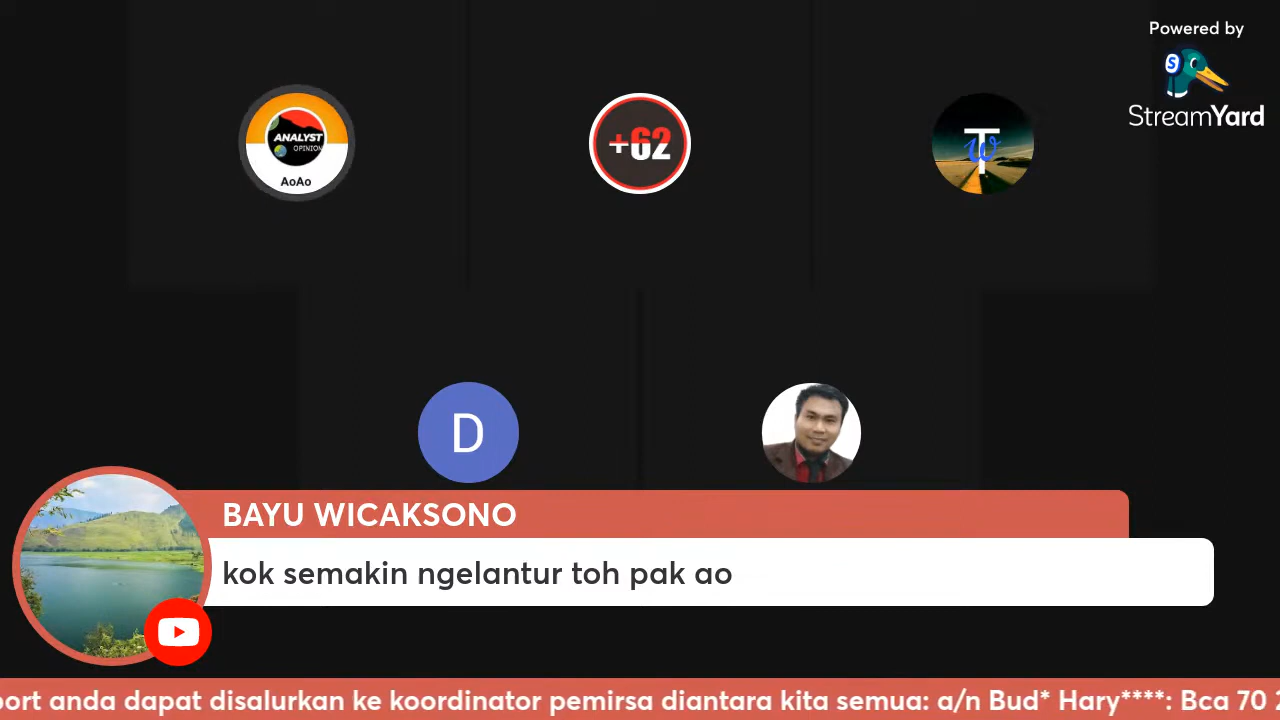 Powered by
StreamYard
ANALYST
OPINION
AoAo
+62
T
w
D
BAYU WICAKSONO
kok semakin ngelantur toh pak ao
port anda dapat disalurkan ke koordinator pemirsa diantara kita semua: a/n Bud* Hary****: Bca 70